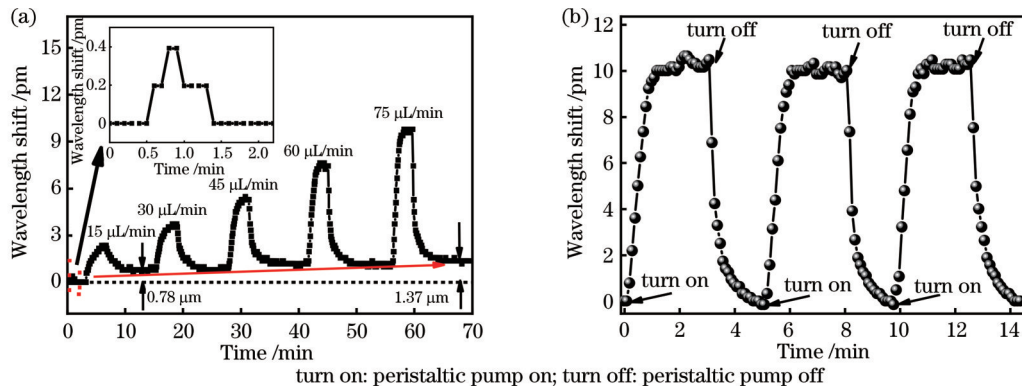 (a)
Wavelength shift /pm
15
12
9
6
3
0
0 10 20 30 40 50 60 70
Time /min
Wavelength shift /pm
0.4
0.2
0
0 0.5 1.0 1.5 2.0
Time /min
15 μL/min
30 μL/min
45 μL/min
60 μL/min
75 μL/min
0.78 μm
1.37 μm
(b)
Wavelength shift /pm
12
10
8
6
4
2
0
0 2 4 6 8 10 12 14
Time /min
turn off
turn off
turn off
turn on
turn on
turn on
turn on: peristaltic pump on; turn off: peristaltic pump off